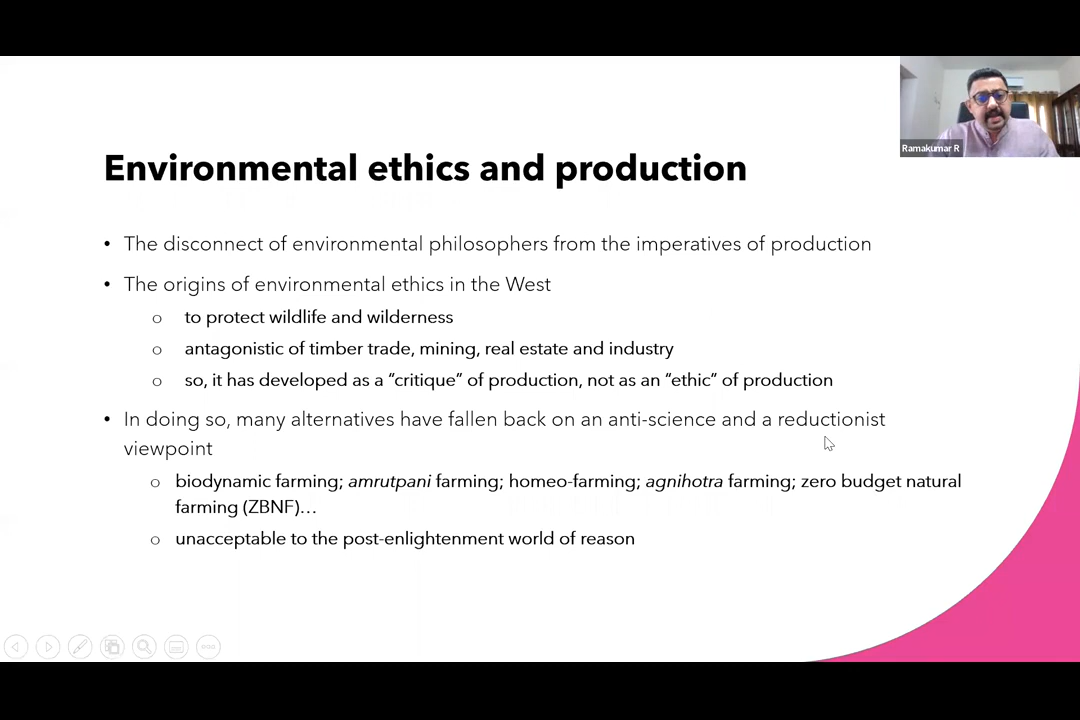 Ramakumar R
Environmental ethics and production
• The disconnect of environmental philosophers from the imperatives of production
• The origins of environmental ethics in the West
o to protect wildlife and wilderness
o antagonistic of timber trade, mining, real estate and industry
o so, it has developed as a “critique” of production, not as an “ethic” of production
• In doing so, many alternatives have fallen back on an anti-science and a reductionist
viewpoint
o biodynamic farming; amrutpani farming; homeo-farming; agnihotra farming; zero budget natural
farming (ZBNF)…
o unacceptable to the post-enlightenment world of reason